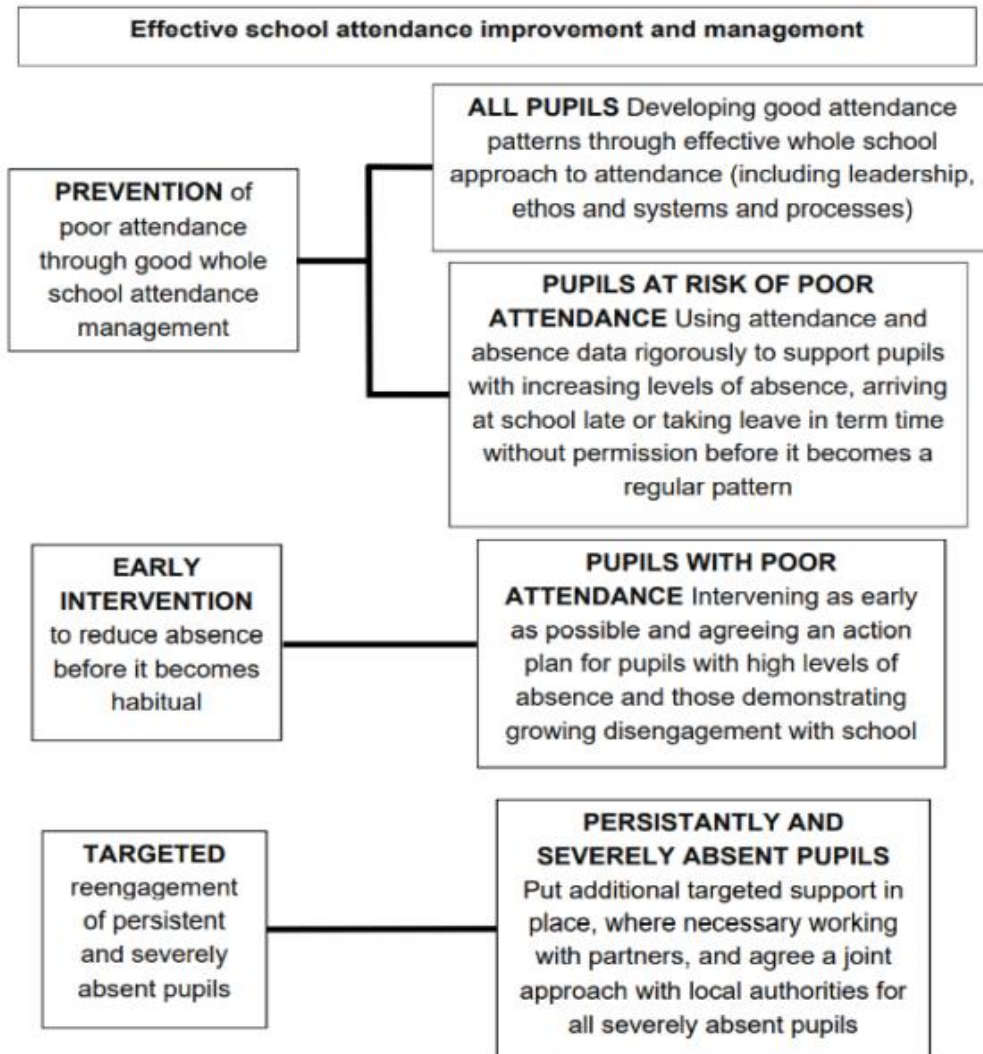 Effective school attendance improvement and management
PREVENTION of
poor attendance
through good whole
school attendance
management
ALL PUPILS Developing good attendance
patterns through effective whole school
approach to attendance (including leadership,
ethos and systems and processes)
PUPILS AT RISK OF POOR
ATTENDANCE Using attendance and
absence data rigorously to support pupils
with increasing levels of absence, arriving
at school late or taking leave in term time
without permission before it becomes a
regular pattern
EARLY
INTERVENTION
to reduce absence
before it becomes
habitual
PUPILS WITH POOR
ATTENDANCE Intervening as early
as possible and agreeing an action
plan for pupils with high levels of
absence and those demonstrating
growing disengagement with school
TARGETED
reengagement
of persistent
and severely
absent pupils
PERSISTANTLY AND
SEVERELY ABSENT PUPILS
Put additional targeted support in
place, where necessary working
with partners, and agree a joint
approach with local authorities for
all severely absent pupils